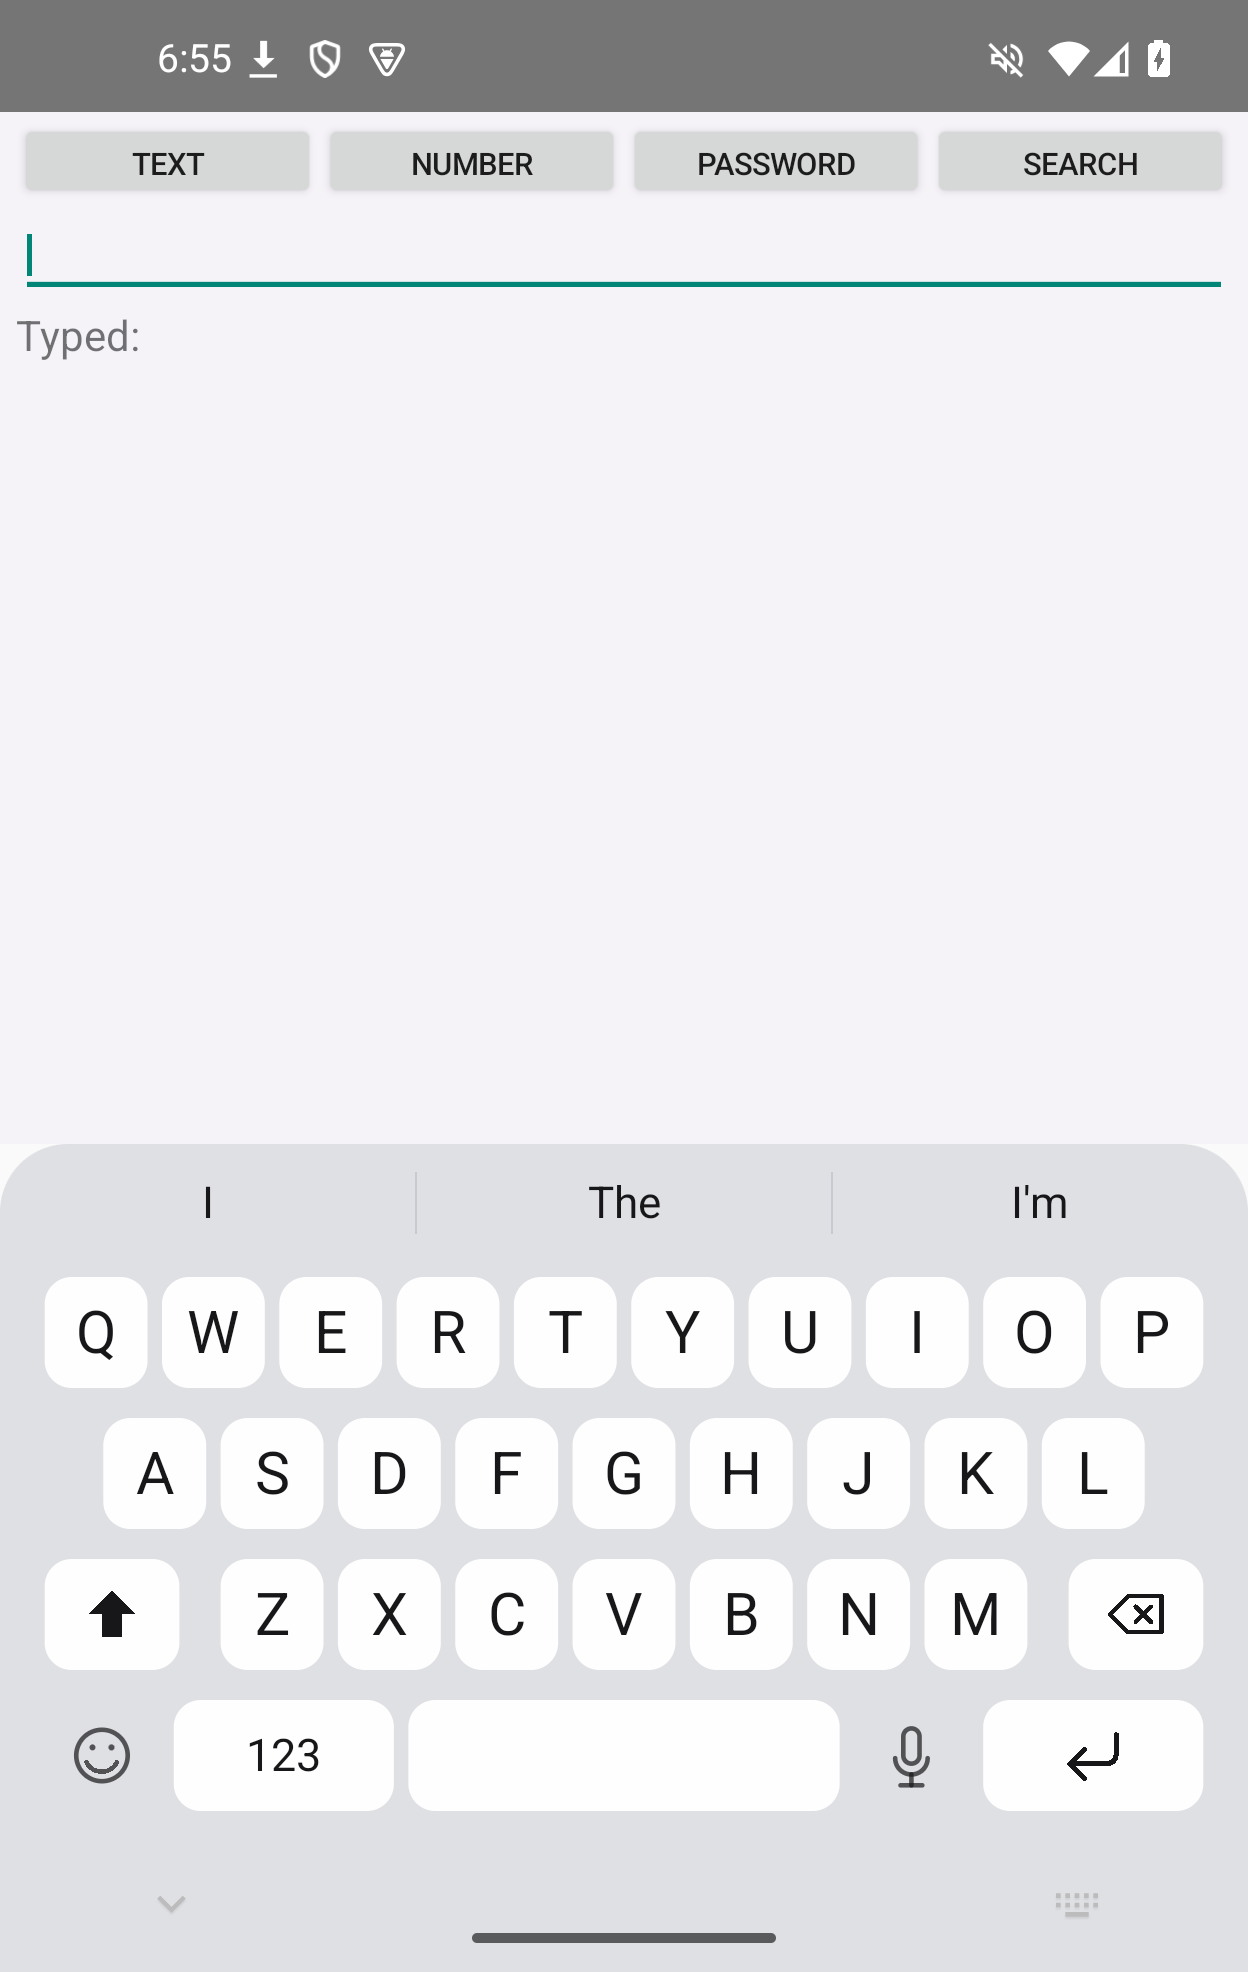 6:55
TEXT NUMBER PASSWORD SEARCH
Typed:
I The I'm
Q W E R T Y U I O P
A S D F G H J K L
Z X C V B N M
123